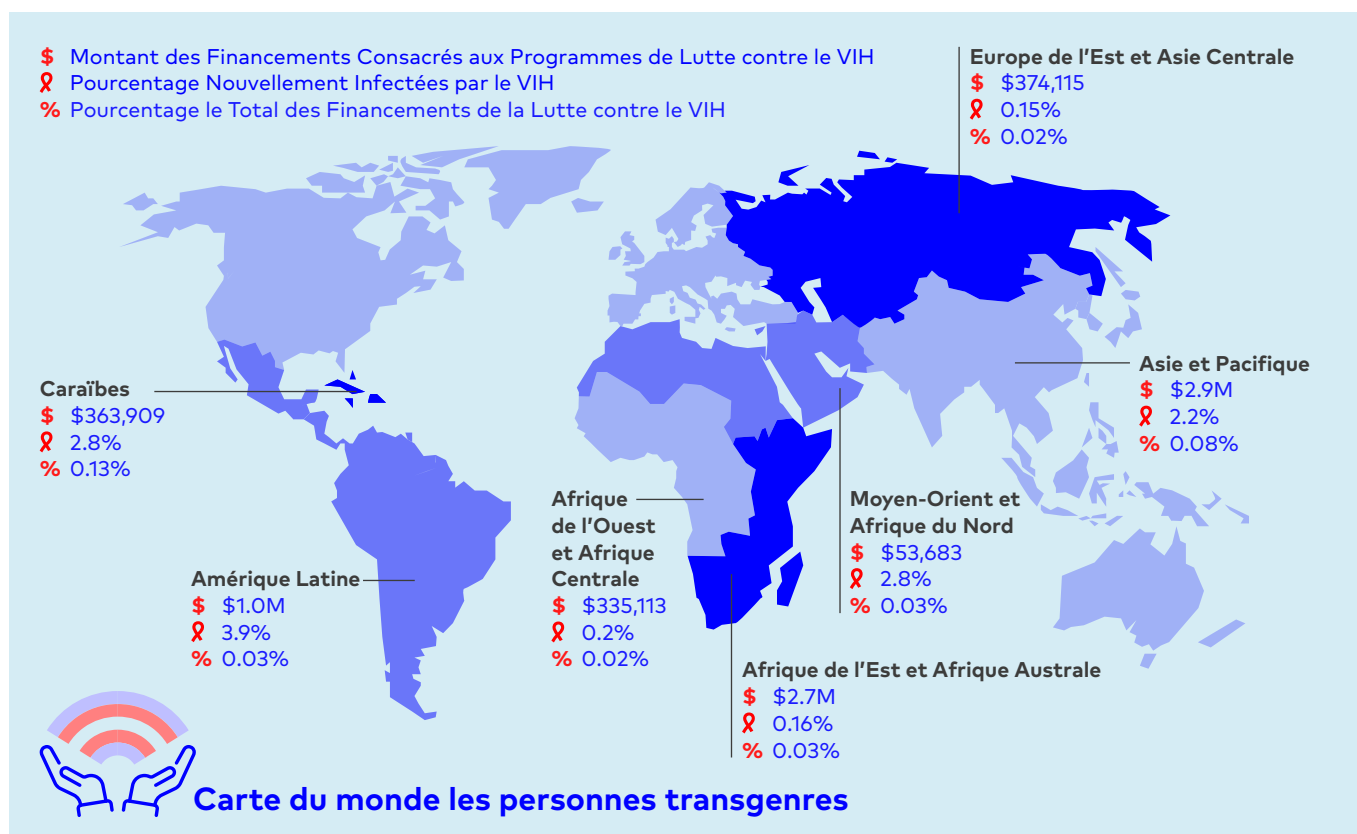 $ Montant des Financements Consacrés aux Programmes de Lutte contre le VIH
Pourcentage Nouvellement Infectées par le VIH
% Pourcentage le Total des Financements de la Lutte contre le VIH
Europe de l'Est et Asie Centrale
$ $374,115
0.15%
% 0.02%
Asie et Pacifique
$ $2.9M
2.2%
% 0.08%
Caraïbes
$ $363,909
2.8%
% 0.13%
Afrique
de l'Ouest
et Afrique
Centrale
$ $335,113
0.2%
% 0.02%
Moyen-Orient et
Afrique du Nord
$ $53,683
2.8%
% 0.03%
Amérique Latine
$ $1.0M
3.9%
% 0.03%
Afrique de l'Est et Afrique Australe
$ $2.7M
0.16%
% 0.03%
Carte du monde les personnes transgenres